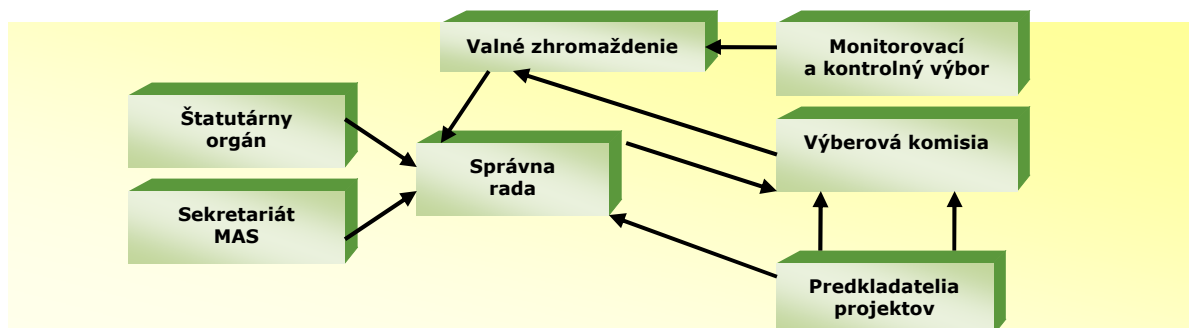 Valné zhromaždenie
Monitorovací
a kontrolný výbor
Štatutárny
orgán
Správna
rada
Výberová komisia
Sekretariát
MAS
Predkladatelia
projektov